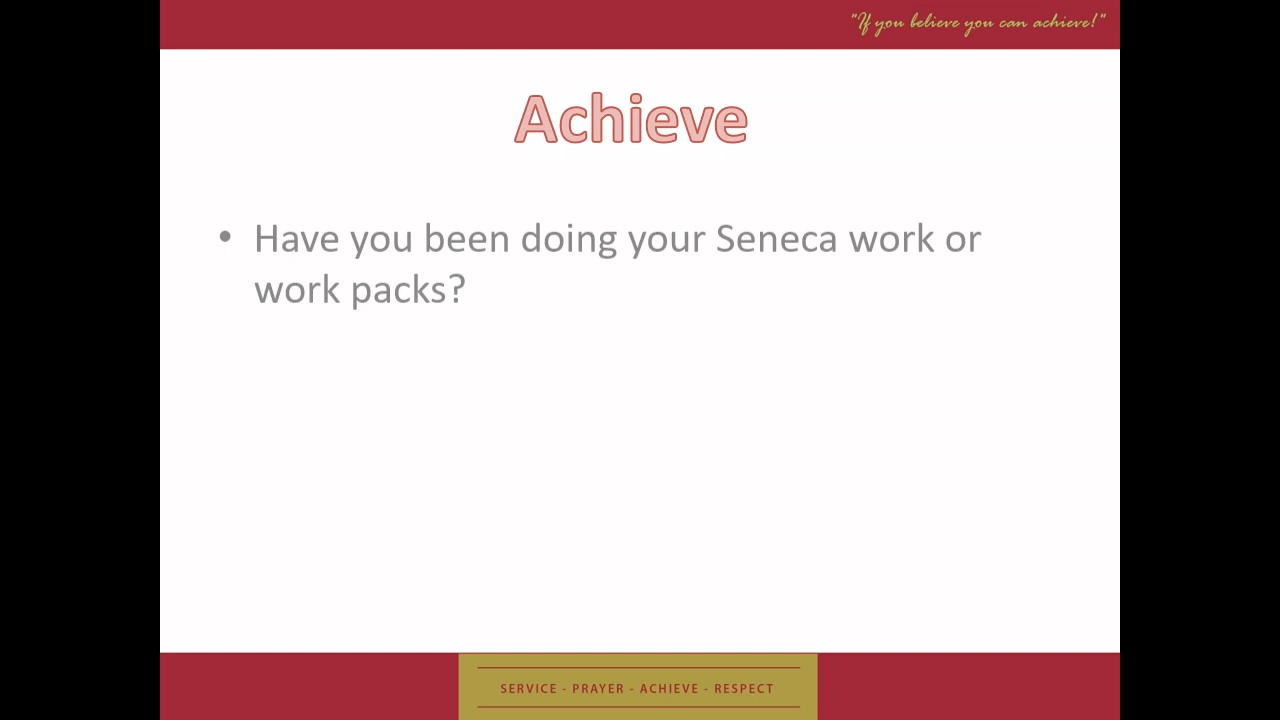 "If you believe you can achieve!"
Achieve
• Have you been doing your Seneca work or
work packs?
SERVICE - PRAYER - ACHIEVE - RESPECT